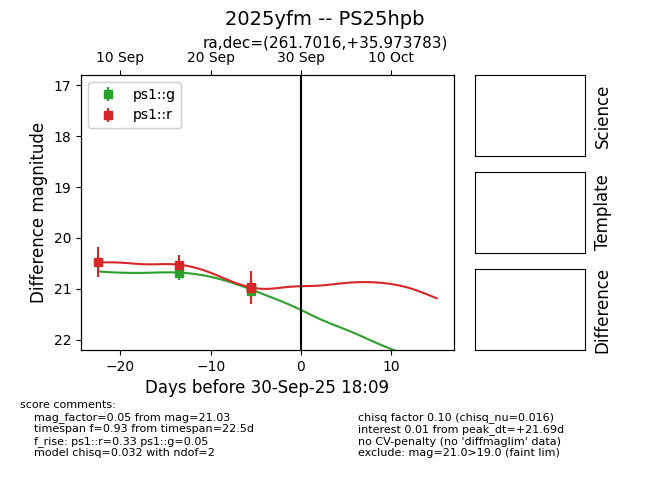 2025yfm -- PS25hpb
ra,dec=(261.7016,+35.973783)
10 Sep 20 Sep 30 Sep 10 Oct
ps1::g
ps1::r
17
18
19
20
21
22
Difference magnitude
−20 −10 0 10
Days before 30-Sep-25 18:09
Science
Template
Difference
score comments:
mag_factor=0.05 from mag=21.03
timespan f=0.93 from timespan=22.5d
f_rise: ps1::r=0.33 ps1::g=0.05
model chisq=0.032 with ndof=2
chisq factor 0.10 (chisq_nu=0.016)
interest 0.01 from peak_dt=+21.69d
no CV-penalty (no 'diffmaglim' data)
exclude: mag=21.0>19.0 (faint lim)